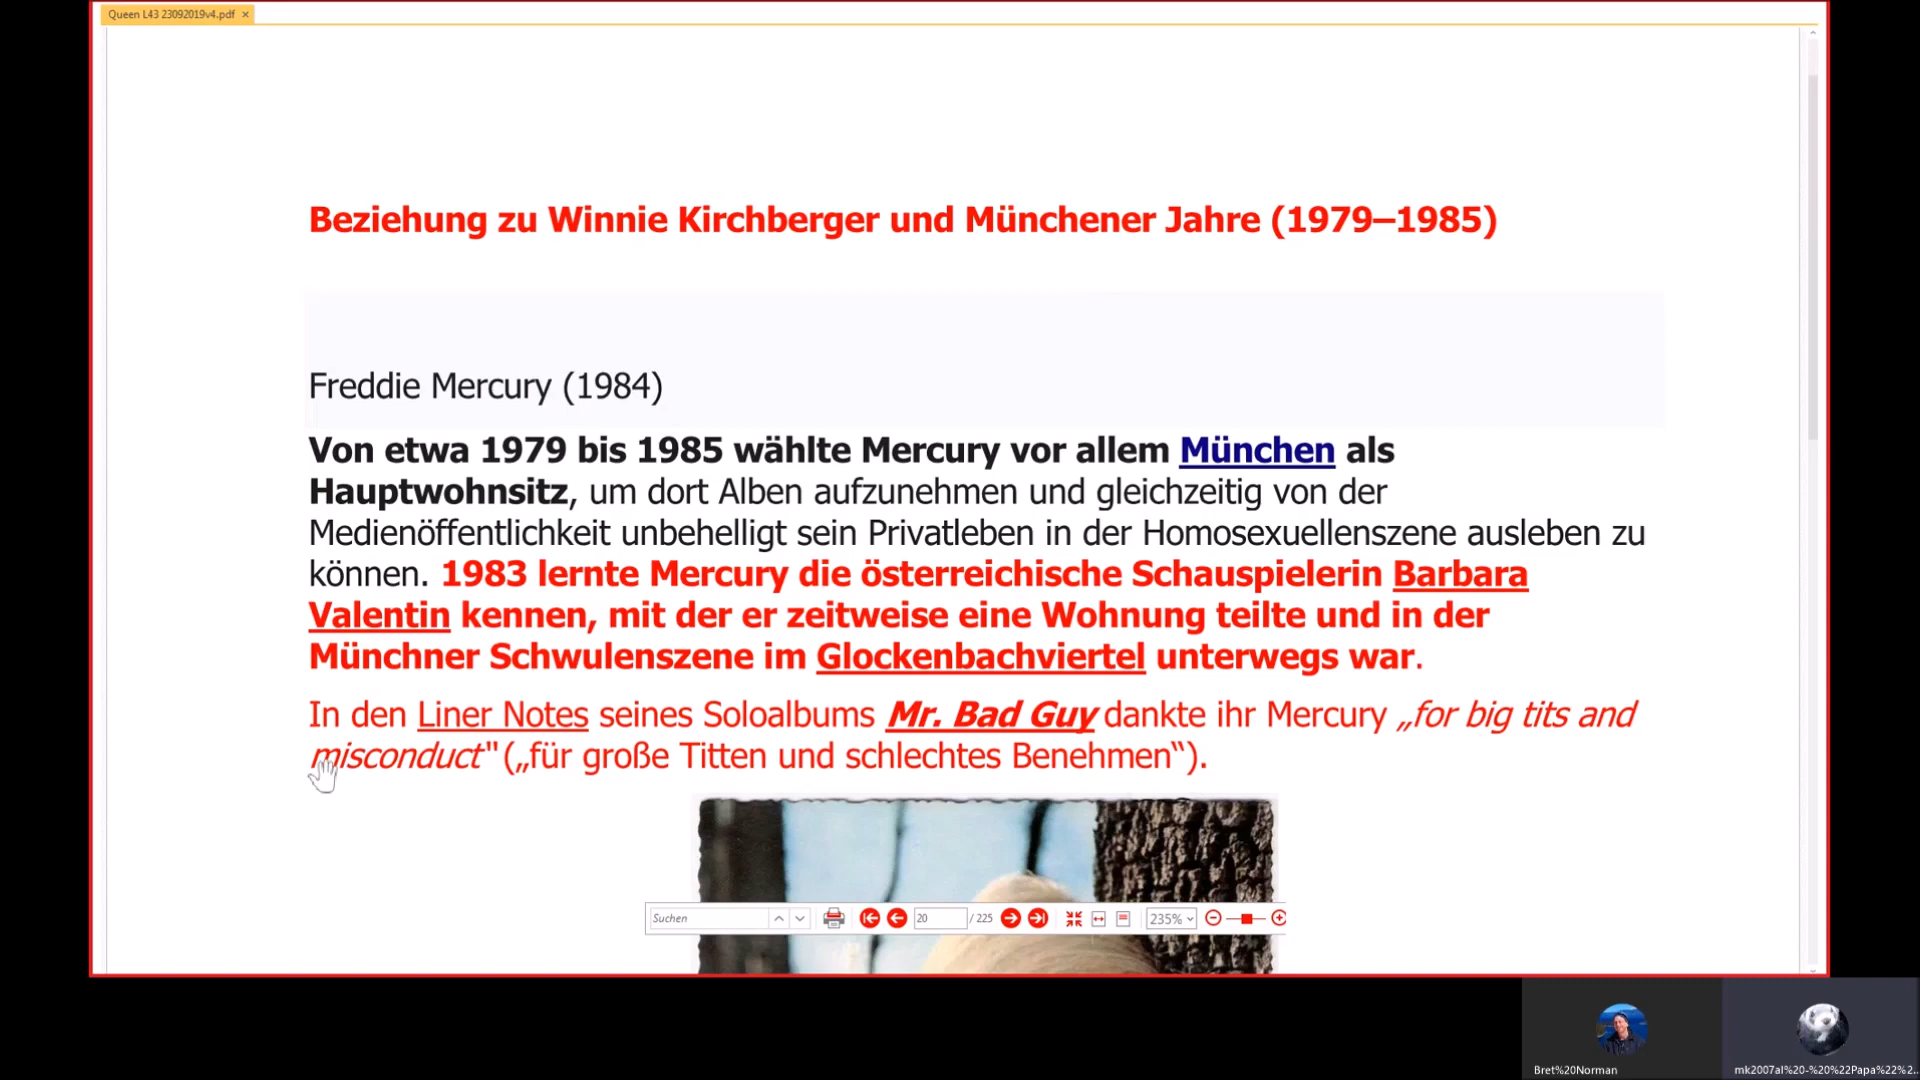 Queen L43 23092019v4.pdf ×
Beziehung zu Winnie Kirchberger und Münchener Jahre (1979–1985)
Freddie Mercury (1984)
Von etwa 1979 bis 1985 wählte Mercury vor allem München als
Hauptwohnsitz, um dort Alben aufzunehmen und gleichzeitig von der
Medienöffentlichkeit unbehelligt sein Privatleben in der Homosexuellenszene ausleben zu
können. 1983 lernte Mercury die österreichische Schauspielerin Barbara
Valentin kennen, mit der er zeitweise eine Wohnung teilte und in der
Münchner Schwulenszene im Glockenbachviertel unterwegs war.
In den Liner Notes seines Soloalbums Mr. Bad Guy dankte ihr Mercury „for big tits and
misconduct" („für große Titten und schlechtes Benehmen“).
Suchen 20 / 225 235%
Bret%20Norman
mk2007al%20-%20%22Papa%22%2...